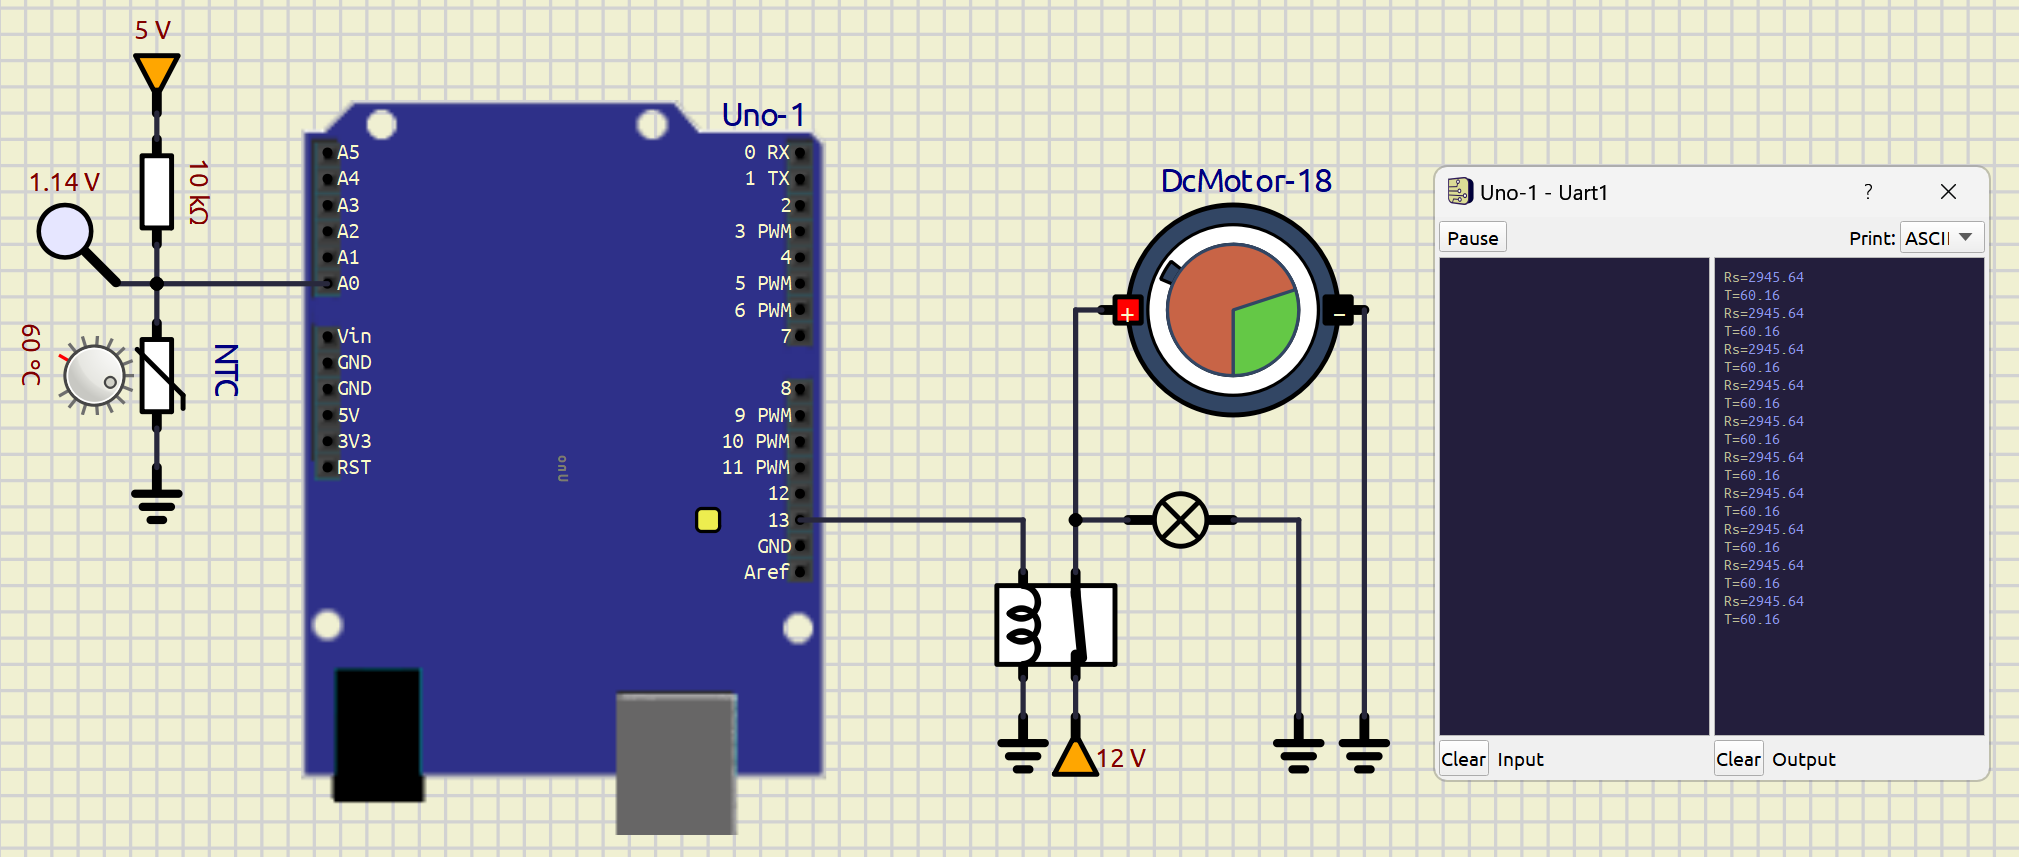 5 V
10 kΩ
1.14 V
60 °C
NTC
Uno-1
A5
A4
A3
A2
A1
A0
Vin
GND
GND
5V
3V3
RST
0 RX
1 TX
2
3 PWM
4
5 PWM
6 PWM
7
8
9 PWM
10 PWM
11 PWM
12
13
GND
Aref
uno
DcMotor-18
+
−
12 V
Uno-1 - Uart1
?
Pause
Print: ASCII
Rs=2945.64
T=60.16
Rs=2945.64
T=60.16
Rs=2945.64
T=60.16
Rs=2945.64
T=60.16
Rs=2945.64
T=60.16
Rs=2945.64
T=60.16
Rs=2945.64
T=60.16
Rs=2945.64
T=60.16
Rs=2945.64
T=60.16
Rs=2945.64
T=60.16
Clear Input
Clear Output